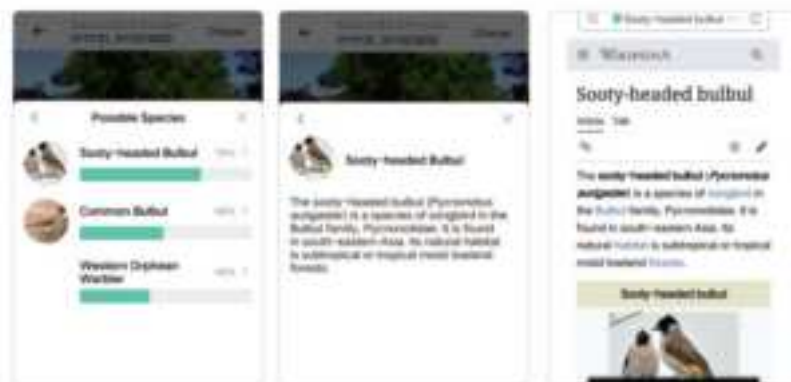 Possible Species
Sooty-headed Bulbul
Common Bulbul
Western Orphean
Warbler
Sooty-headed Bulbul
The sooty-headed bulbul (Pycnonotus
aurigaster) is a species of songbird in the
Bulbul family, Pycnonotidae. It is found
in south-eastern Asia. Its natural habitat
is subtropical or tropical moist lowland
forests.
Sooty-headed bulbul
Sooty-headed bulbul
Article Talk
The sooty-headed bulbul (Pycnonotus
aurigaster) is a species of songbird in
the Bulbul family, Pycnonotidae. It is
found in south-eastern Asia. Its
natural habitat is subtropical or tropical
moist lowland forests.
Sooty-headed bulbul